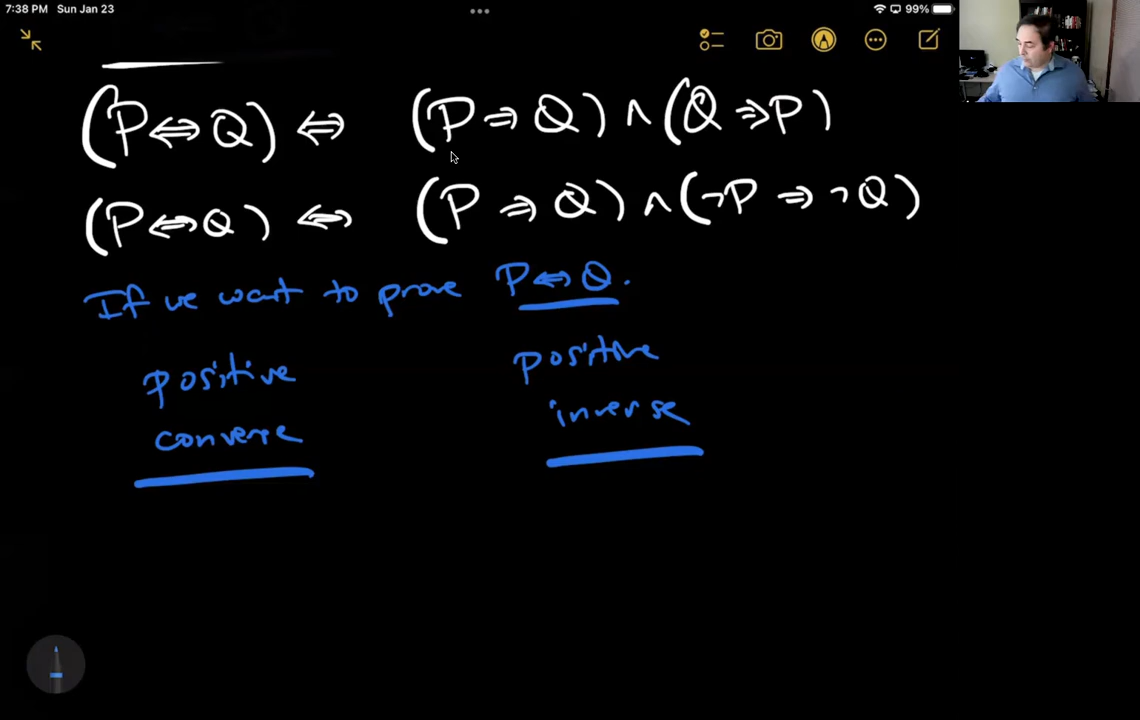 7:38 PM Sun Jan 23
99%
(P⇔Q) ⇔ (P ⇒ Q) ∧ (Q ⇒ P)
(P⇔Q) ⇔ (P ⇒ Q) ∧ (¬P ⇒ ¬Q)
If we want to prove P⇔Q.
positive
converse
positive
inverse